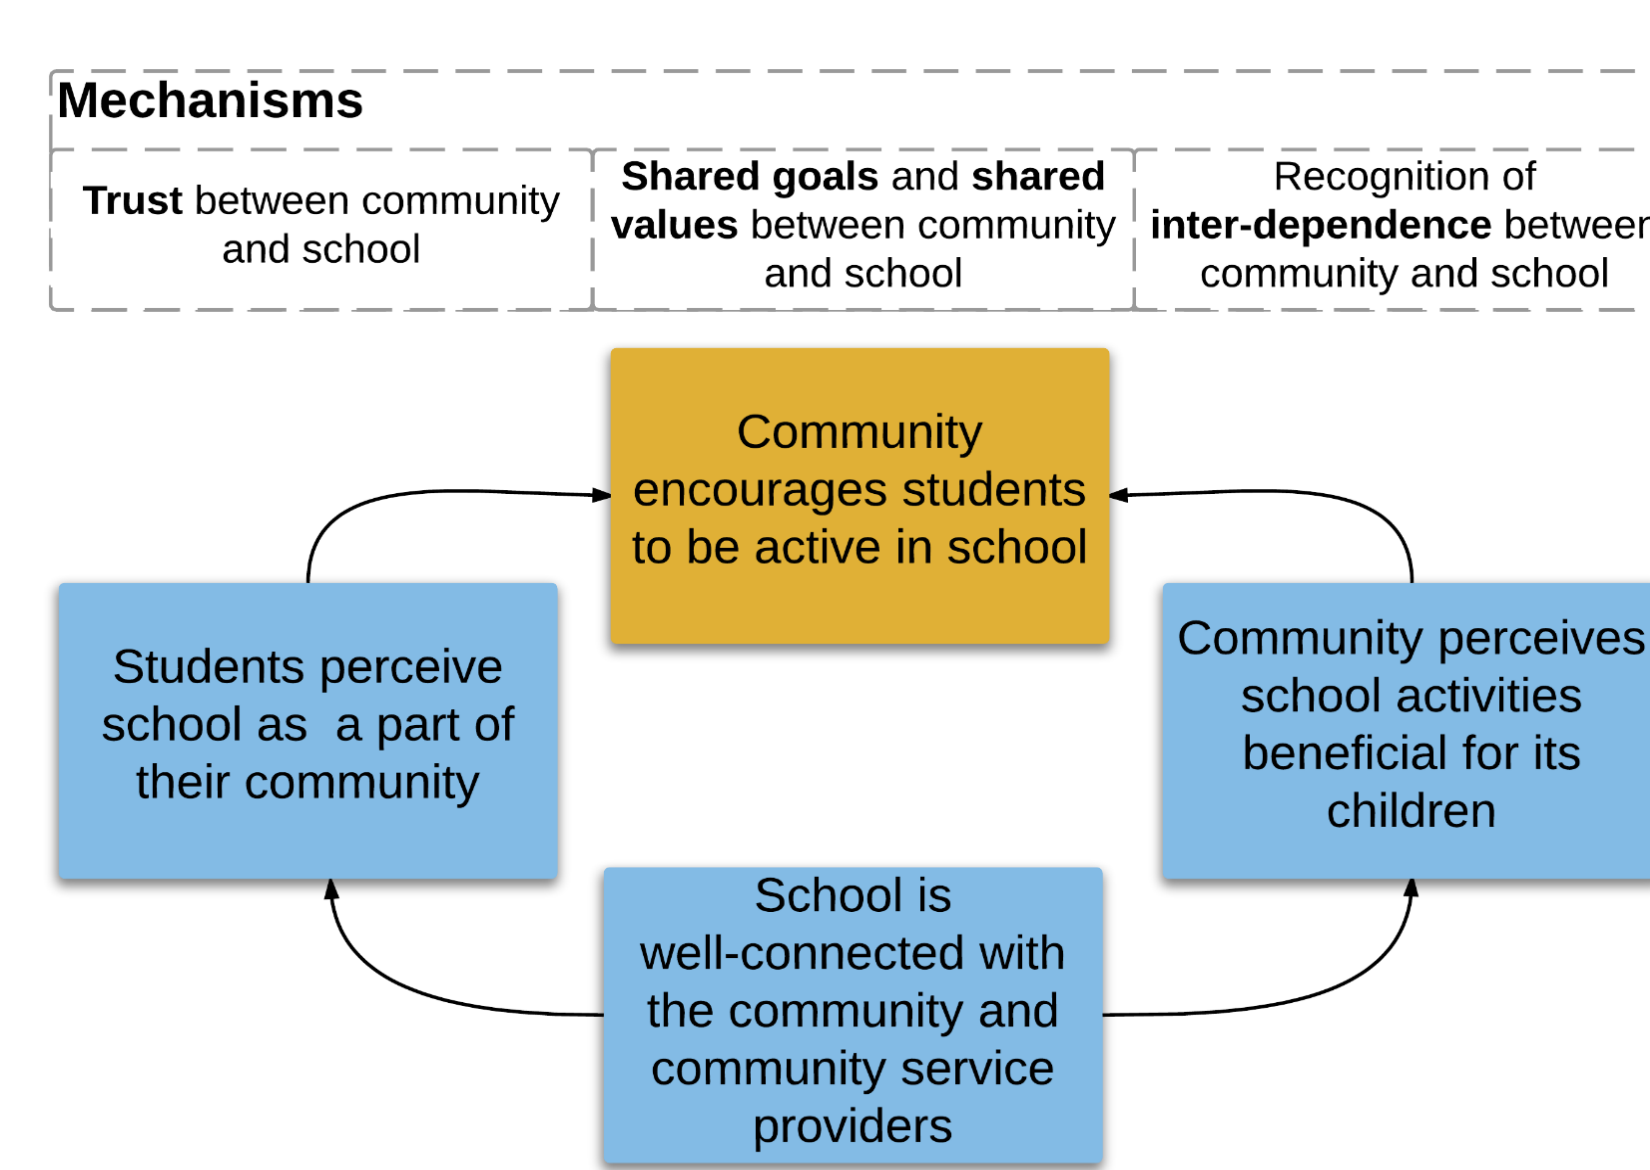 Mechanisms
Trust between community
and school
Shared goals and shared
values between community
and school
Recognition of
inter-dependence between
community and school
Community
encourages students
to be active in school
Students perceive
school as  a part of
their community
Community perceives
school activities
beneficial for its
children
School is
well-connected with
the community and
community service
providers